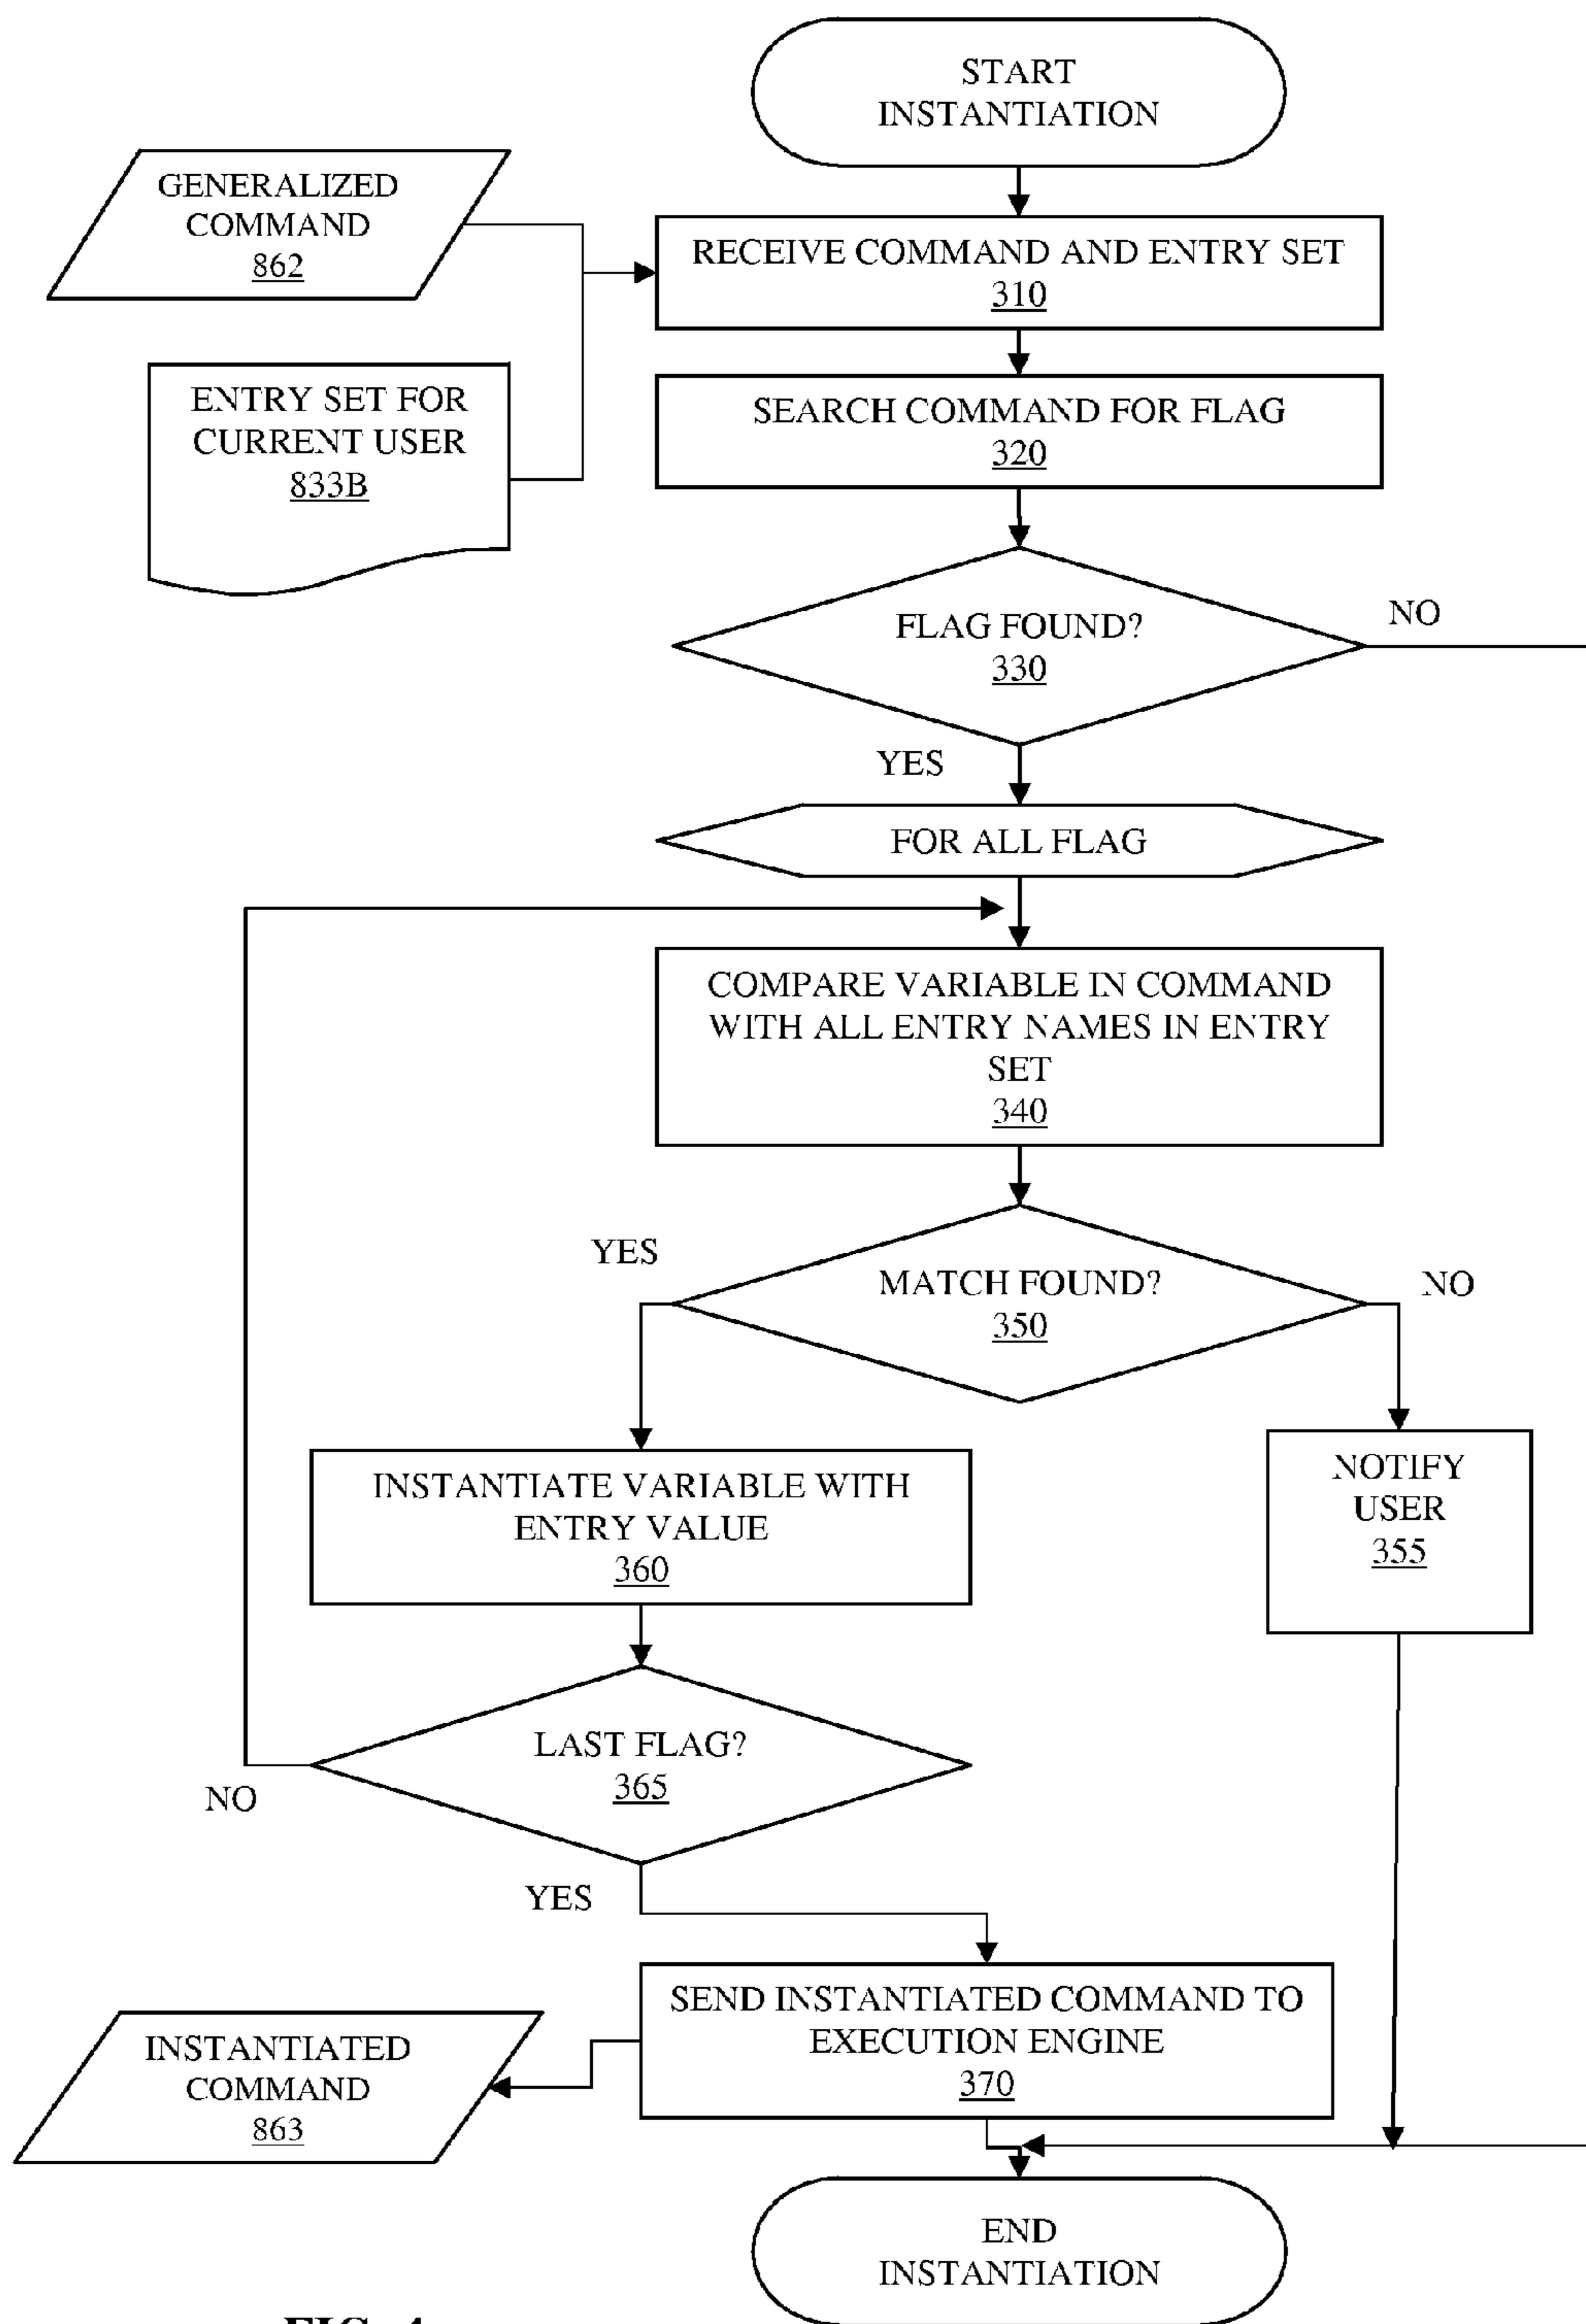 START
INSTANTIATION
GENERALIZED
COMMAND
862
RECEIVE COMMAND AND ENTRY SET
310
ENTRY SET FOR
CURRENT USER
833B
SEARCH COMMAND FOR FLAG
320
FLAG FOUND?
330
NO
YES
FOR ALL FLAG
COMPARE VARIABLE IN COMMAND
WITH ALL ENTRY NAMES IN ENTRY
SET
340
YES
MATCH FOUND?
350
NO
INSTANTIATE VARIABLE WITH
ENTRY VALUE
360
NOTIFY
USER
355
LAST FLAG?
365
NO
YES
SEND INSTANTIATED COMMAND TO
EXECUTION ENGINE
370
INSTANTIATED
COMMAND
863
END
INSTANTIATION